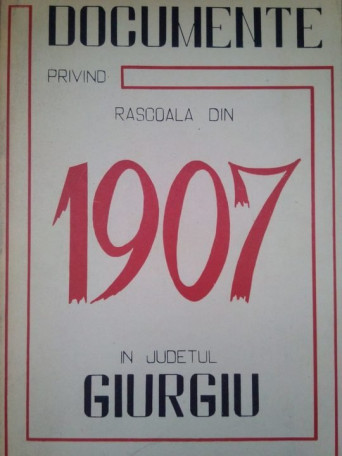 DOCUMENTE
PRIVIND
RASCOALA DIN
1907
IN JUDETUL
GIURGIU